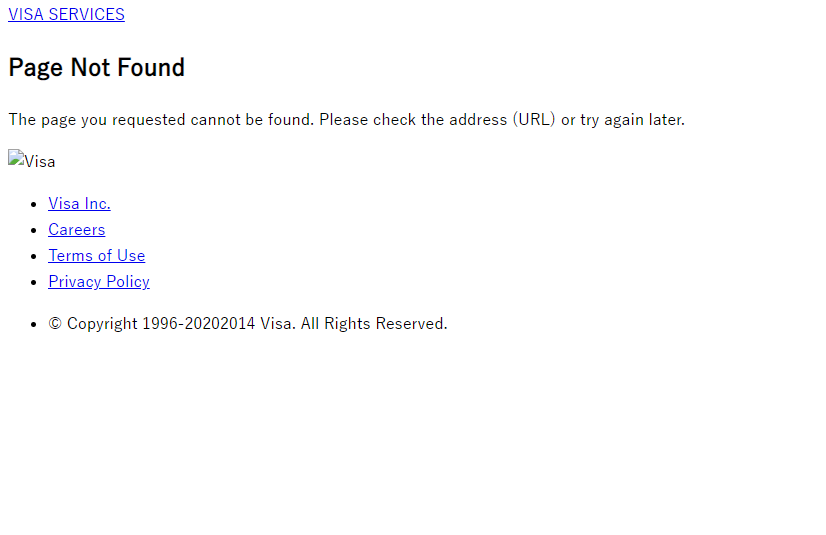 VISA SERVICES
Page Not Found
The page you requested cannot be found. Please check the address (URL) or try again later.
Visa
Visa Inc.
Careers
Terms of Use
Privacy Policy
© Copyright 1996-20202014 Visa. All Rights Reserved.